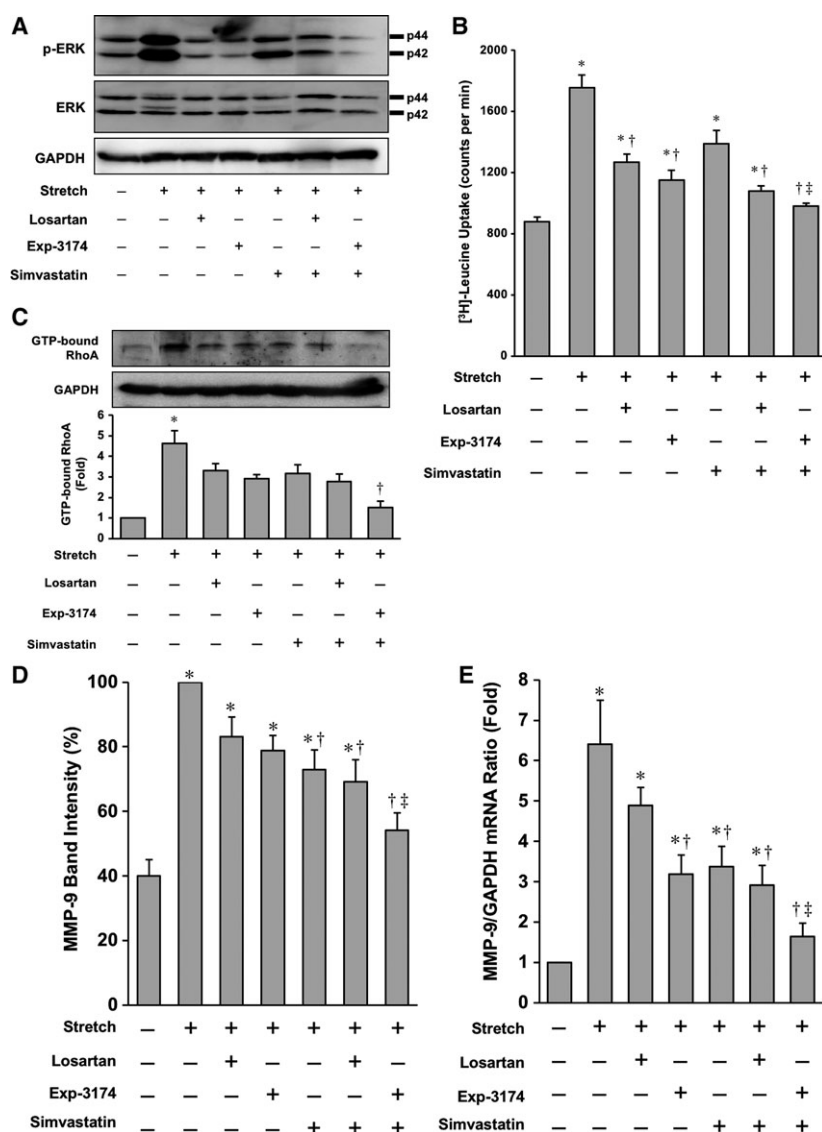 A
p-ERK
p44
p42
ERK
p44
p42
GAPDH
Stretch – + + + + + +
Losartan – – + – – + –
Exp-3174 – – – + – – +
Simvastatin – – – – + + +
B
[³H]-Leucine Uptake (counts per min)
2000
1600
1200
800
400
0
*
*†
*†
*
*†
†‡
Stretch – + + + + + +
Losartan – – + – – + –
Exp-3174 – – – + – – +
Simvastatin – – – – + + +
C
GTP-bound
RhoA
GAPDH
GTP-bound RhoA
(Fold)
6
5
4
3
2
1
0
*
†
Stretch – + + + + + +
Losartan – – + – – + –
Exp-3174 – – – + – – +
Simvastatin – – – – + + +
D
MMP-9 Band Intensity (%)
100
80
60
40
20
0
*
*
*
*†
*†
†‡
Stretch – + + + + + +
Losartan – – + – – + –
Exp-3174 – – – + – – +
Simvastatin – – – – + + +
E
MMP-9/GAPDH mRNA Ratio (Fold)
8
7
6
5
4
3
2
1
0
*
*
*†
*†
*†
†‡
Stretch – + + + + + +
Losartan – – + – – + –
Exp-3174 – – – + – – +
Simvastatin – – – – + + +